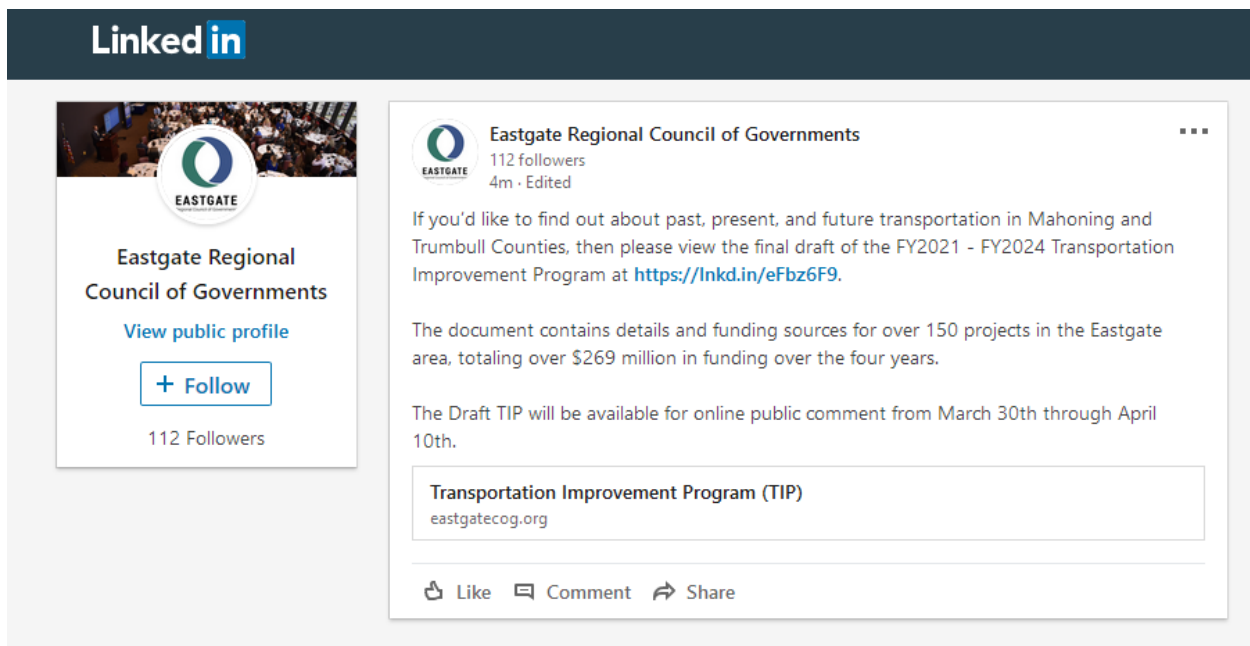 Linked in
EASTGATE
Eastgate Regional
Council of Governments
View public profile
+ Follow
112 Followers
EASTGATE
Eastgate Regional Council of Governments
112 followers
4m · Edited
If you'd like to find out about past, present, and future transportation in Mahoning and
Trumbull Counties, then please view the final draft of the FY2021 - FY2024 Transportation
Improvement Program at https://lnkd.in/eFbz6F9.
The document contains details and funding sources for over 150 projects in the Eastgate
area, totaling over $269 million in funding over the four years.
The Draft TIP will be available for online public comment from March 30th through April
10th.
Transportation Improvement Program (TIP)
eastgatecog.org
Like Comment Share